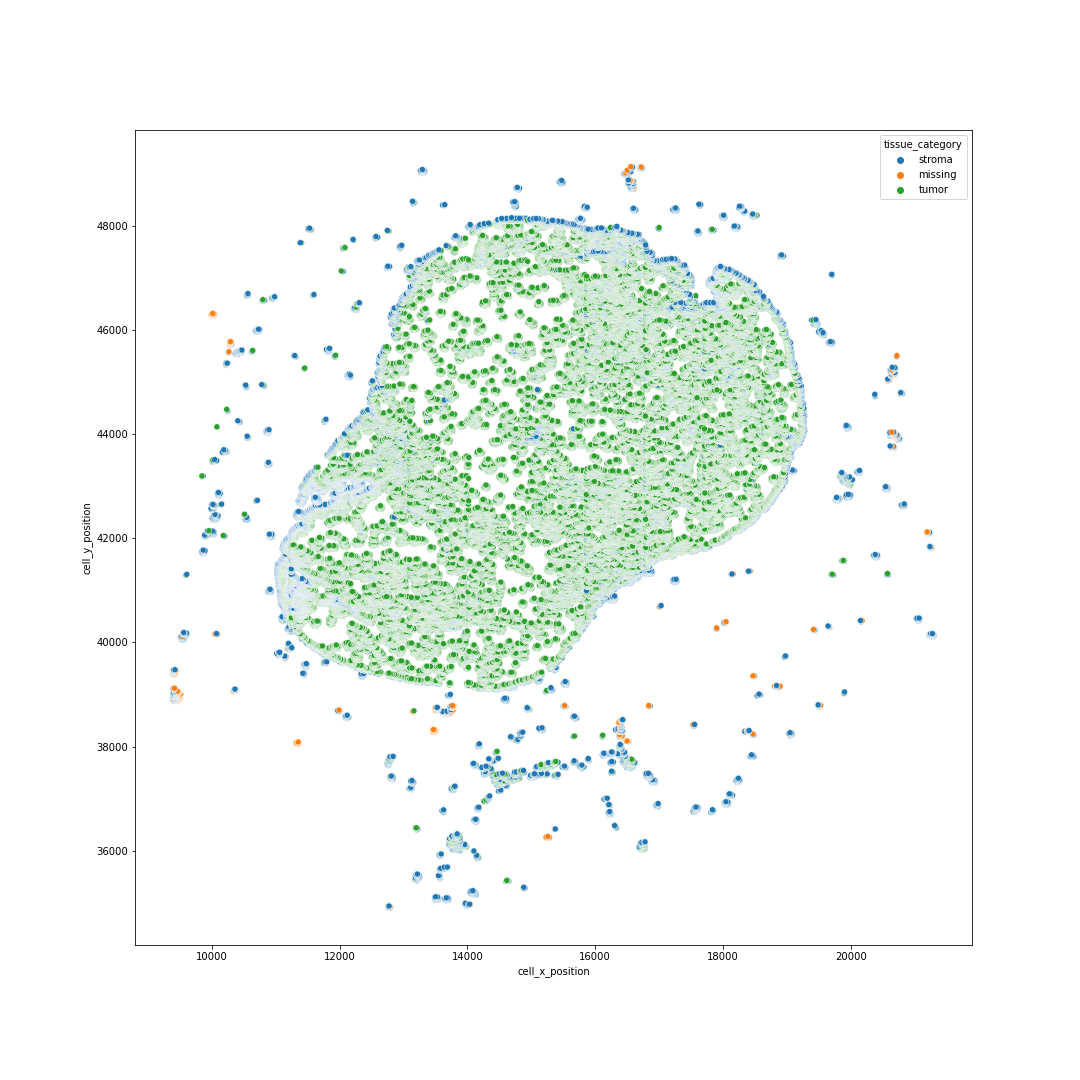 tissue_category
stroma
missing
tumor
48000
46000
44000
42000
40000
38000
36000
cell_y_position
10000 12000 14000 16000 18000 20000
cell_x_position